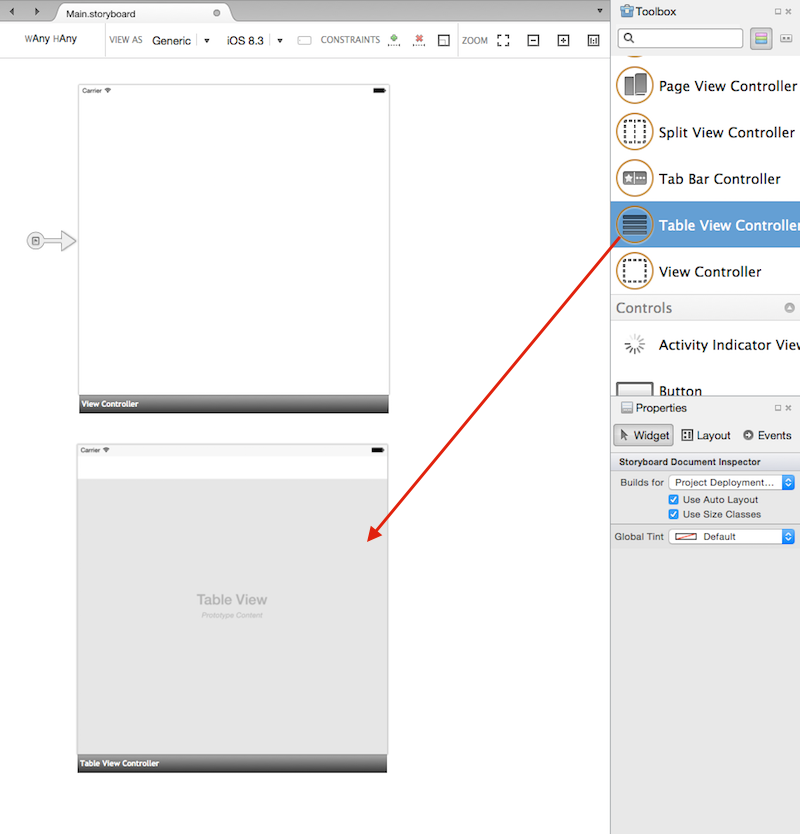 Main.storyboard
wAny hAny
VIEW AS Generic iOS 8.3 CONSTRAINTS ZOOM
Carrier
View Controller
Carrier
Table View
Prototype Content
Table View Controller
Toolbox
Page View Controller
Split View Controller
Tab Bar Controller
Table View Controller
View Controller
Controls
Activity Indicator View
Button
Properties
Widget Layout Events
Storyboard Document Inspector
Builds for Project Deployment...
Use Auto Layout
Use Size Classes
Global Tint Default